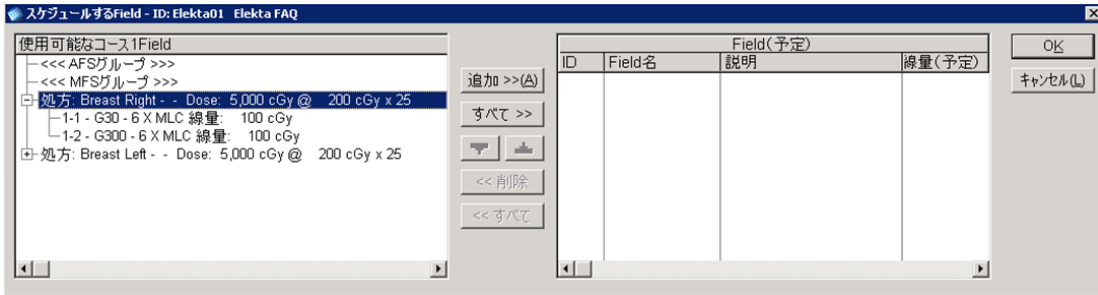 スケジュールするField - ID: Elekta01 Elekta FAQ
使用可能なコース1Field
<<< AFSグループ >>>
<<< MFSグループ >>>
処方: Breast Right - - Dose: 5,000 cGy @ 200 cGy x 25
1-1 - G30 - 6 X MLC 線量: 100 cGy
1-2 - G300 - 6 X MLC 線量: 100 cGy
処方: Breast Left - - Dose: 5,000 cGy @ 200 cGy x 25
追加 >>(A)
すべて >>
<< 削除
<< すべて
Field(予定)
ID Field名 説明 線量(予定)
OK
キャンセル(L)